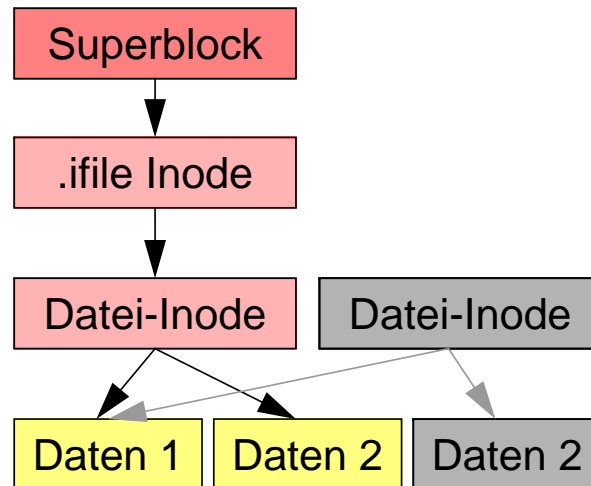 Superblock
.ifile Inode
Datei-Inode
Datei-Inode
Daten 1
Daten 2
Daten 2